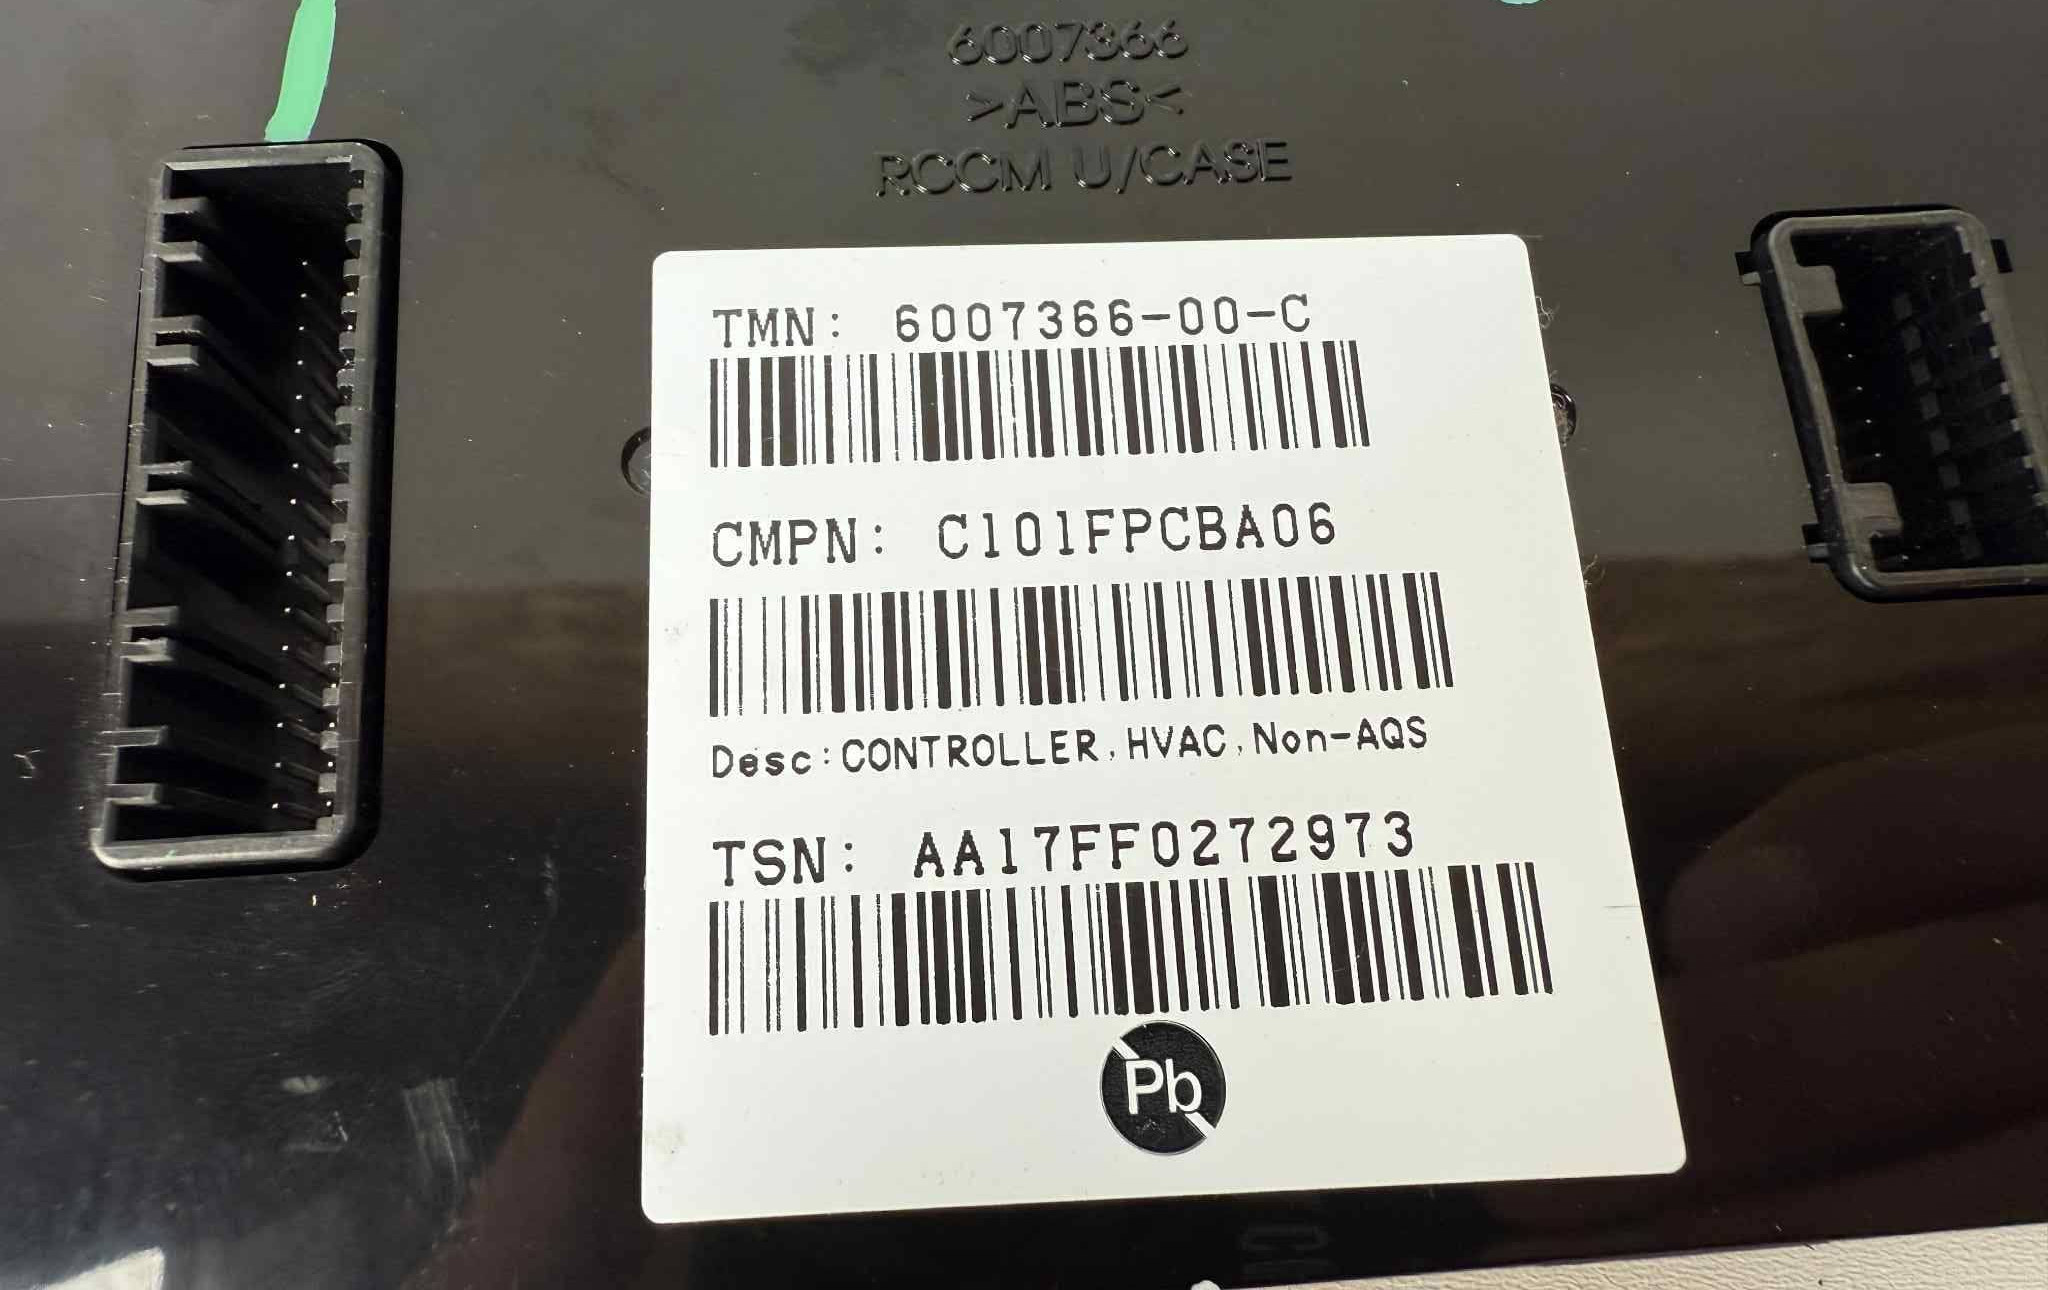 6007366
>ABS<
RCCM U/CASE
TMN: 6007366-00-C
CMPN: C101FPCBA06
Desc:CONTROLLER,HVAC,Non-AQS
TSN: AA17FF0272973
Pb